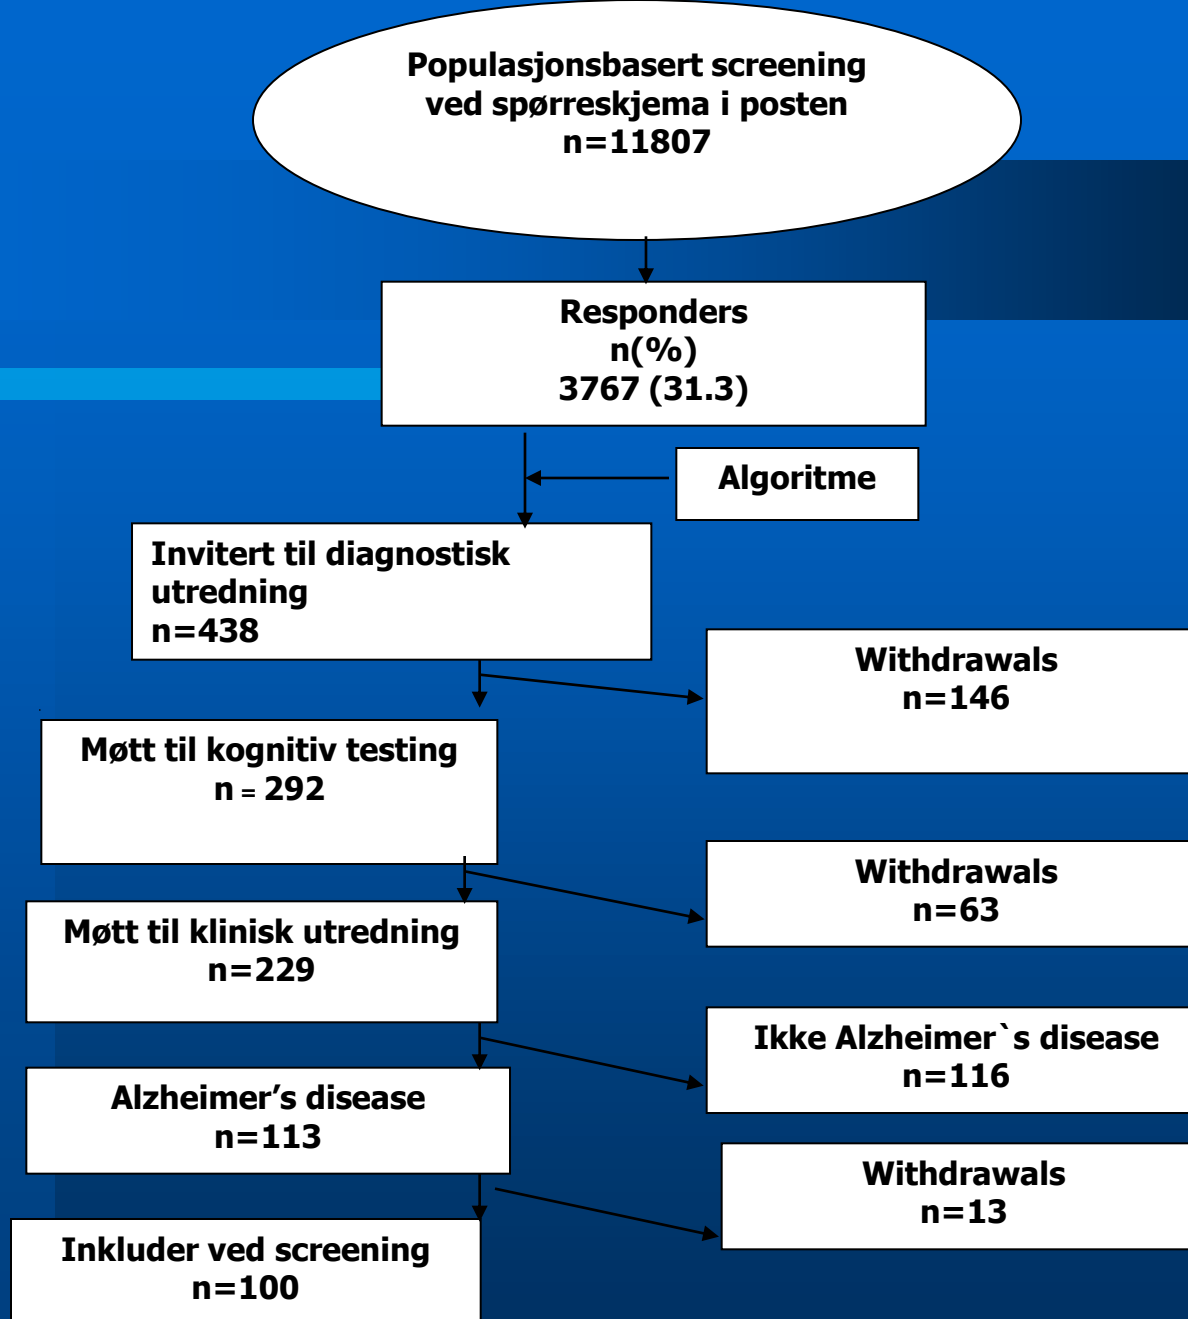 Populasjonsbasert screening
ved spørreskjema i posten
n=11807
Responders
n(%)
3767 (31.3)
Algoritme
Invitert til diagnostisk
utredning
n=438
Withdrawals
n=146
Møtt til kognitiv testing
n = 292
Withdrawals
n=63
Møtt til klinisk utredning
n=229
Ikke Alzheimer`s disease
n=116
Alzheimer’s disease
n=113
Withdrawals
n=13
Inkluder ved screening
n=100